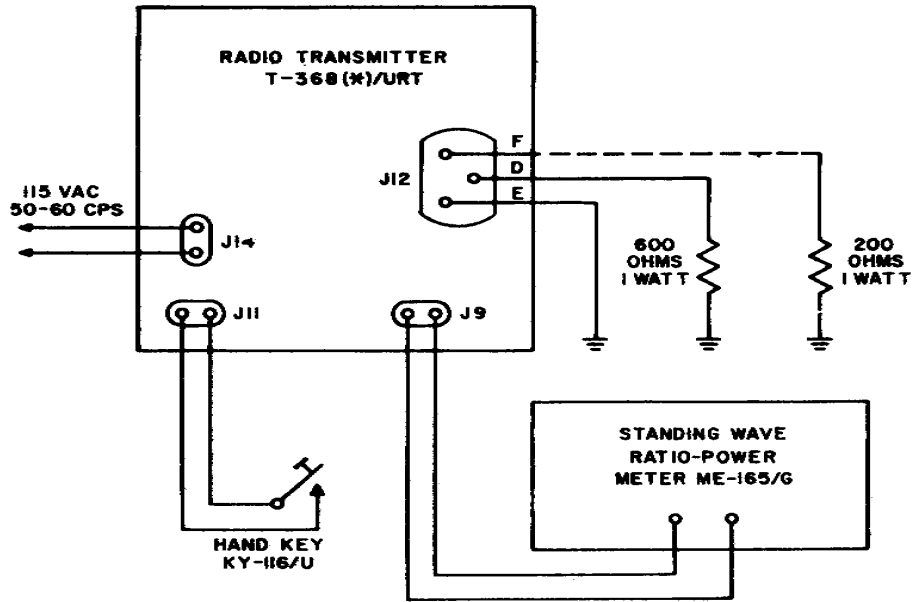 RADIO TRANSMITTER
T-368(*)/URT
F
D
E
J12
115 VAC
50-60 CPS
J14
600
OHMS
1 WATT
200
OHMS
1 WATT
J11
J9
STANDING WAVE
RATIO-POWER
METER ME-165/G
HAND KEY
KY-116/U